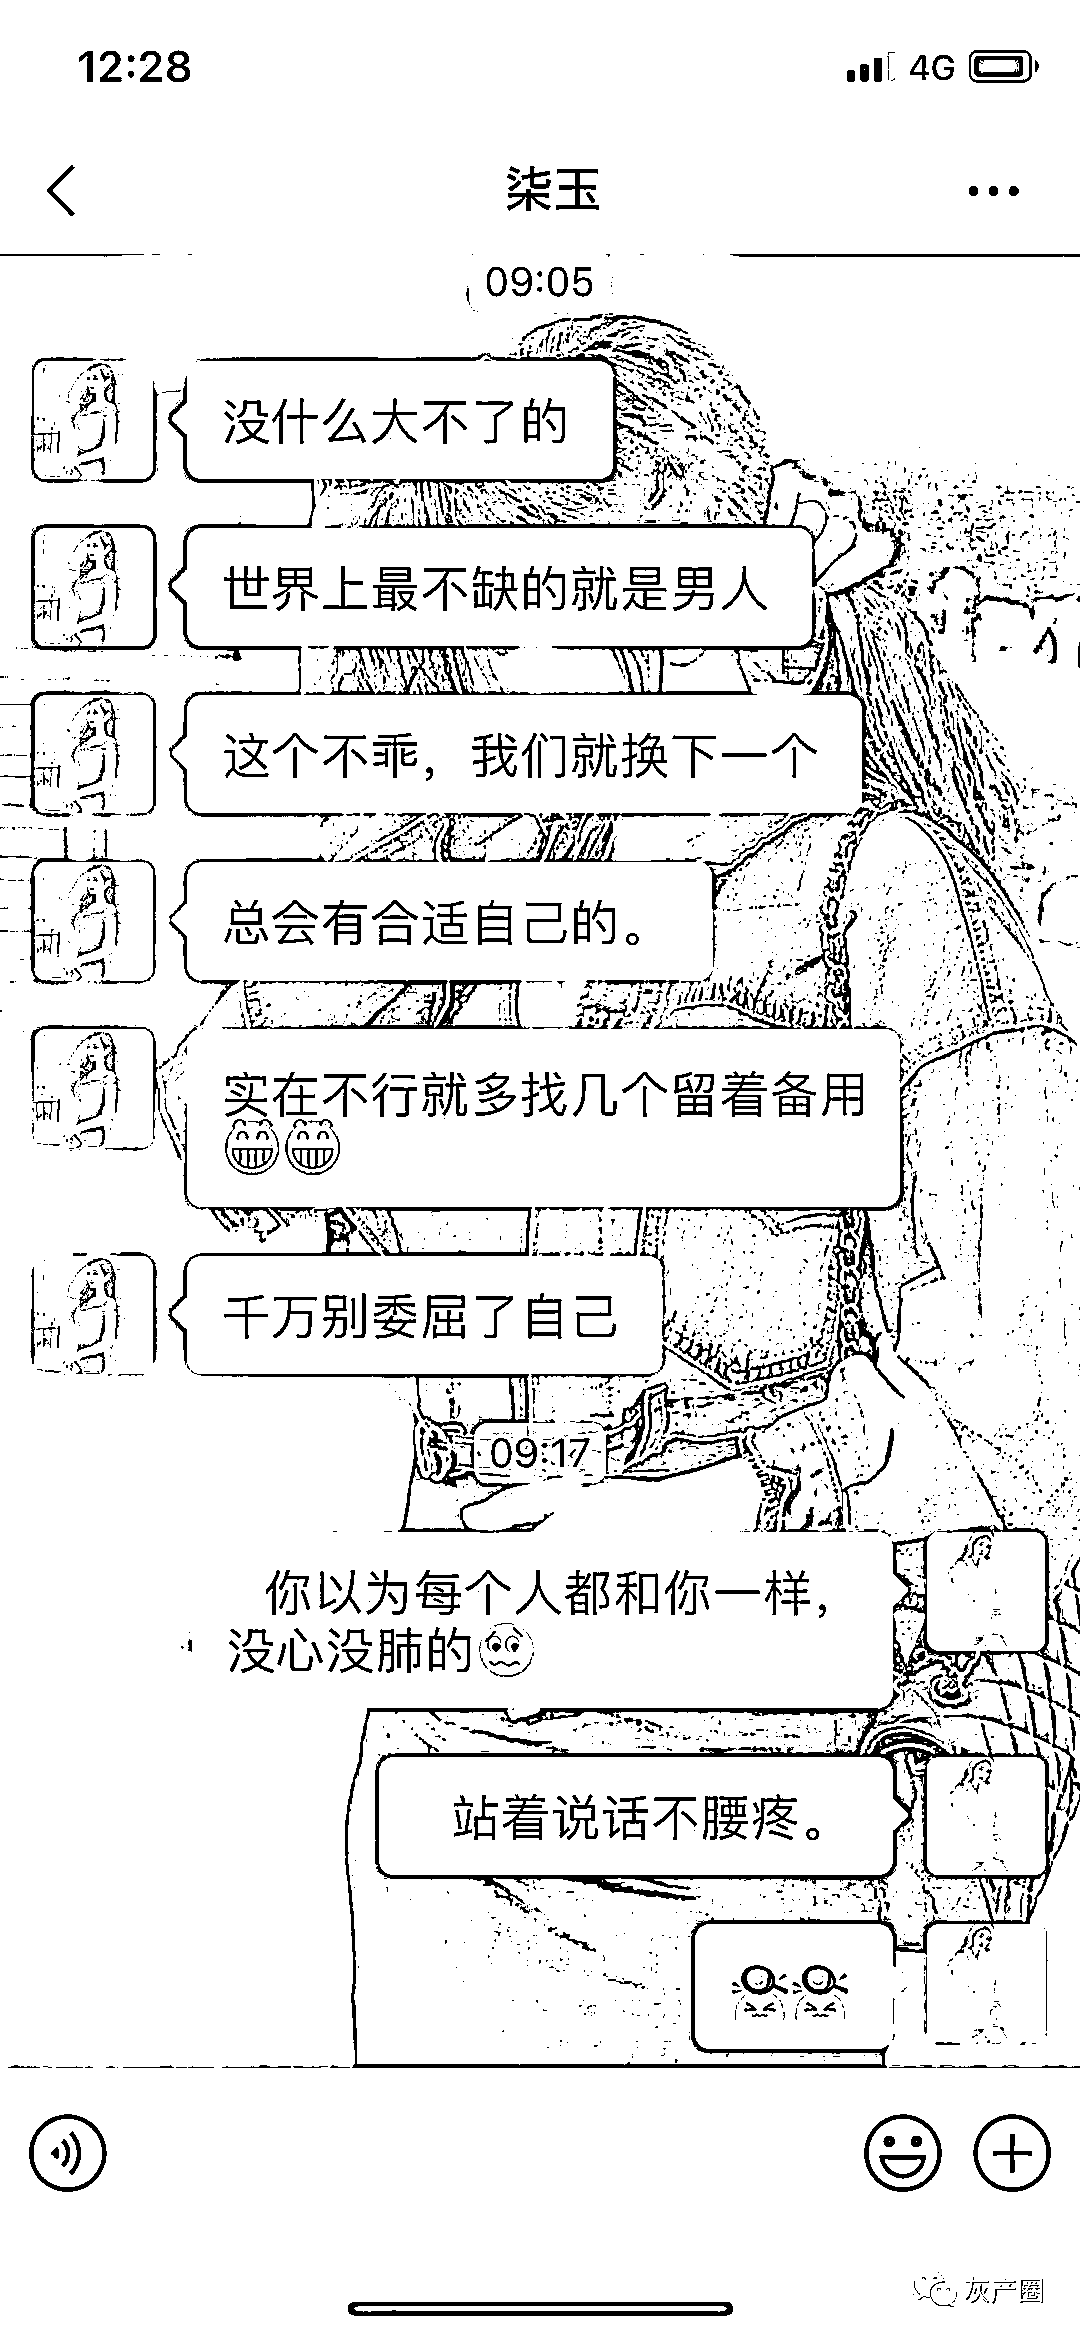 12:28
4G
柒玉
09:05
没什么大不了的
世界上最不缺的就是男人
这个不乖，我们就换下一个
总会有合适自己的。
实在不行就多找几个留着备用
😁😁
千万别委屈了自己
09:17
你以为每个人都和你一样，
没心没肺的
站着说话不腰疼。
灰产圈